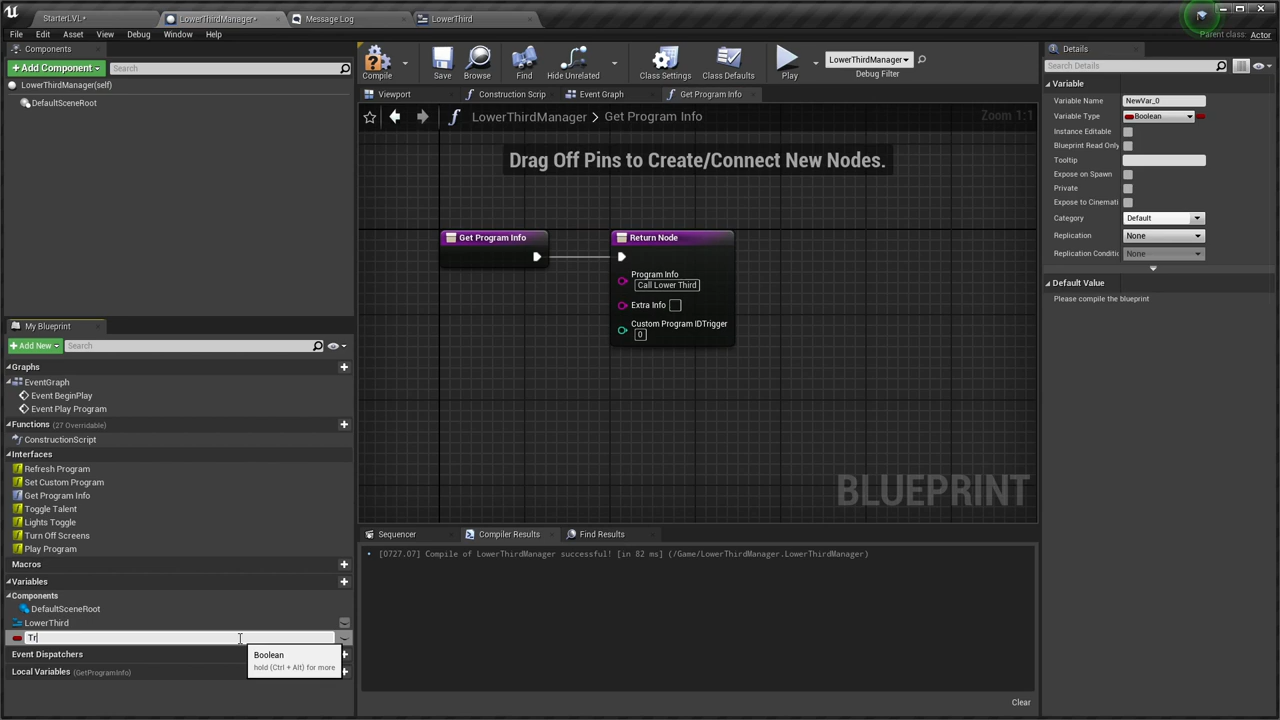 StarterLVL•
LowerThirdManager•
Message Log
LowerThird
File
Edit
Asset
View
Debug
Window
Help
Parent class: Actor
Components
+Add Component
Search
LowerThirdManager(self)
DefaultSceneRoot
Compile
Save
Browse
Find
Hide Unrelated
Class Settings
Class Defaults
Play
LowerThirdManager
Debug Filter
Viewport
Construction Scrip
Event Graph
Get Program Info
LowerThirdManager > Get Program Info
Zoom 1:1
Drag Off Pins to Create/Connect New Nodes.
Get Program Info
Return Node
Program Info
Call Lower Third
Extra Info
Custom Program IDTrigger
0
BLUEPRINT
Details
Search Details
Variable
Variable Name
NewVar_0
Variable Type
Boolean
Instance Editable
Blueprint Read Only
Tooltip
Expose on Spawn
Private
Expose to Cinemati
Category
Default
Replication
None
Replication Conditic
None
Default Value
Please compile the blueprint
My Blueprint
+Add New
Search
Graphs
EventGraph
Event BeginPlay
Event Play Program
Functions (27 Overridable)
ConstructionScript
Interfaces
Refresh Program
Set Custom Program
Get Program Info
Toggle Talent
Lights Toggle
Turn Off Screens
Play Program
Macros
Variables
Components
DefaultSceneRoot
LowerThird
Tr
Boolean
hold (Ctrl + Alt) for more
Event Dispatchers
Local Variables (GetProgramInfo)
Sequencer
Compiler Results
Find Results
[0727.07] Compile of LowerThirdManager successful! [in 82 ms] (/Game/LowerThirdManager.LowerThirdManager)
Clear